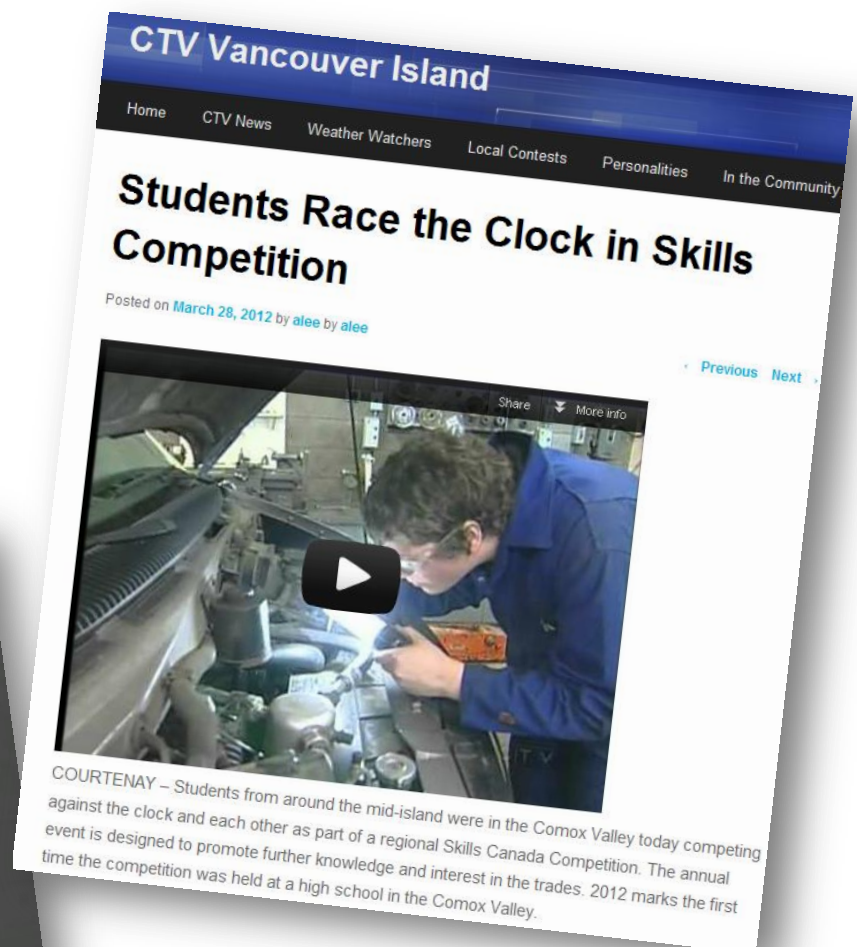 CTV Vancouver Island
Home CTV News Weather Watchers Local Contests Personalities In the Community
Students Race the Clock in Skills
Competition
Posted on March 28, 2012 by alee by alee
Previous Next
Share More info
COURTENAY – Students from around the mid-island were in the Comox Valley today competing
against the clock and each other as part of a regional Skills Canada Competition. The annual
event is designed to promote further knowledge and interest in the trades. 2012 marks the first
time the competition was held at a high school in the Comox Valley.